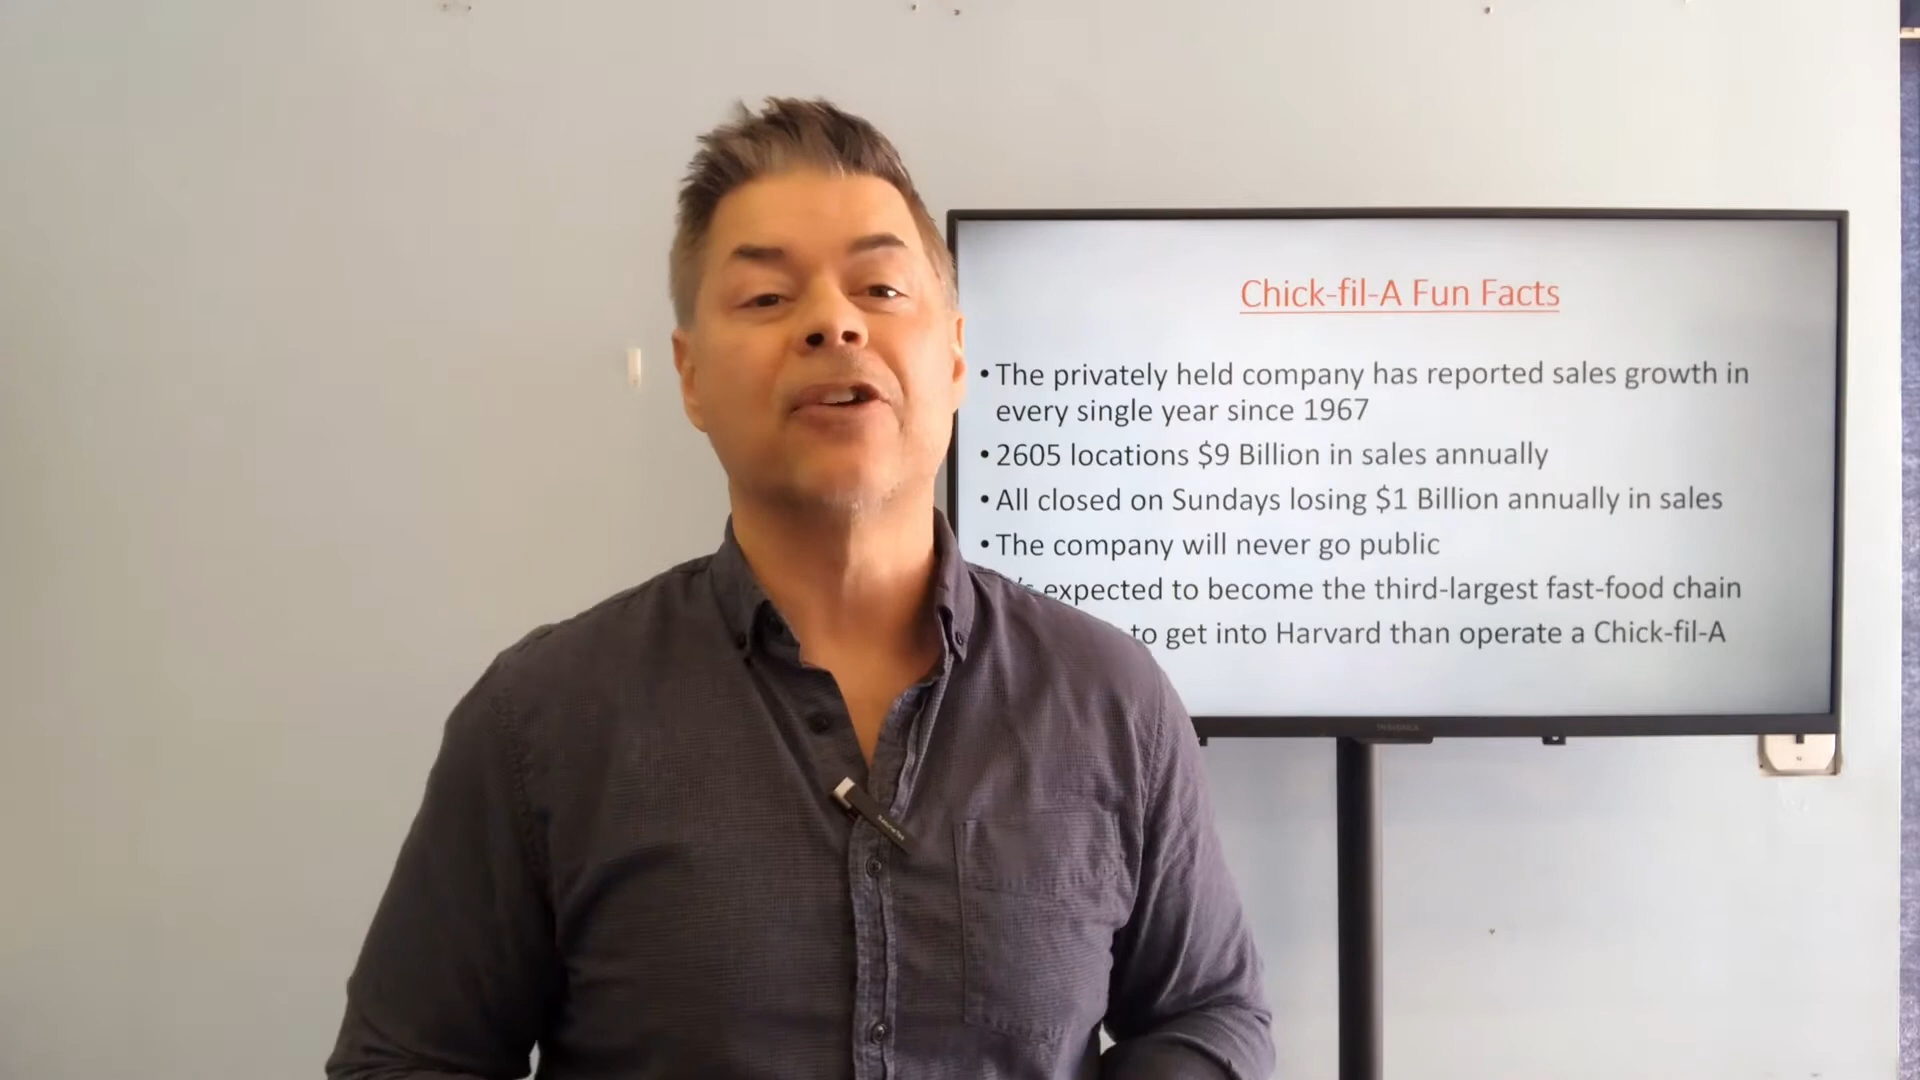 Chick-fil-A Fun Facts
• The privately held company has reported sales growth in
every single year since 1967
• 2605 locations $9 Billion in sales annually
• All closed on Sundays losing $1 Billion annually in sales
• The company will never go public
expected to become the third-largest fast-food chain
to get into Harvard than operate a Chick-fil-A
INSIGNIA